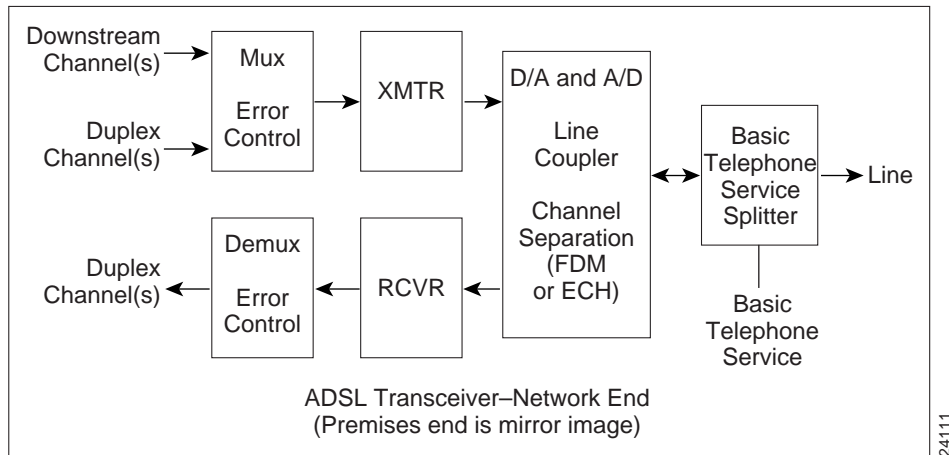 Downstream
Channel(s)
Duplex
Channel(s)
Mux
Error
Control
XMTR
D/A and A/D
Line
Coupler
Channel
Separation
(FDM
or ECH)
Basic
Telephone
Service
Splitter
Line
Duplex
Channel(s)
Demux
Error
Control
RCVR
Basic
Telephone
Service
ADSL Transceiver–Network End
(Premises end is mirror image)
24111